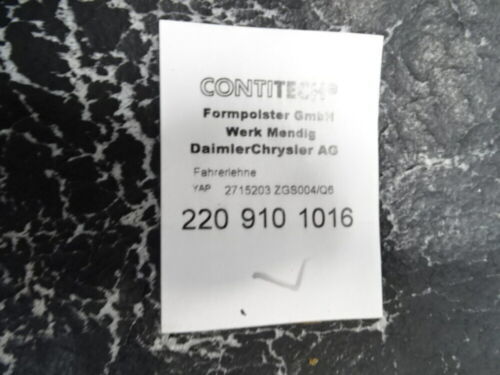 CONTITECH®
Formpolster GmbH
Werk Mendig
DaimlerChrysler AG
Fahrerlehne
YAP 2715203 ZGS004/Q6
220 910 1016